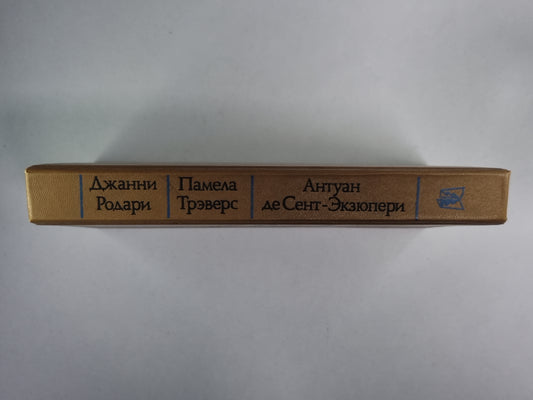 Джанни
Родари
Памела
Трэверс
Антуан
де Сент-Экзюпери